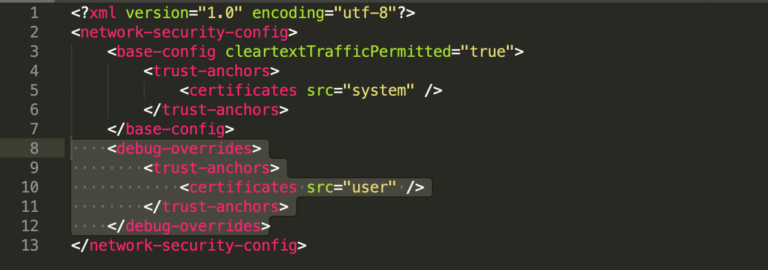 1 <?xml version="1.0" encoding="utf-8"?>
2 <network-security-config>
3     <base-config cleartextTrafficPermitted="true">
4         <trust-anchors>
5             <certificates src="system" />
6         </trust-anchors>
7     </base-config>
8     <debug-overrides>
9         <trust-anchors>
10             <certificates src="user" />
11         </trust-anchors>
12     </debug-overrides>
13 </network-security-config>